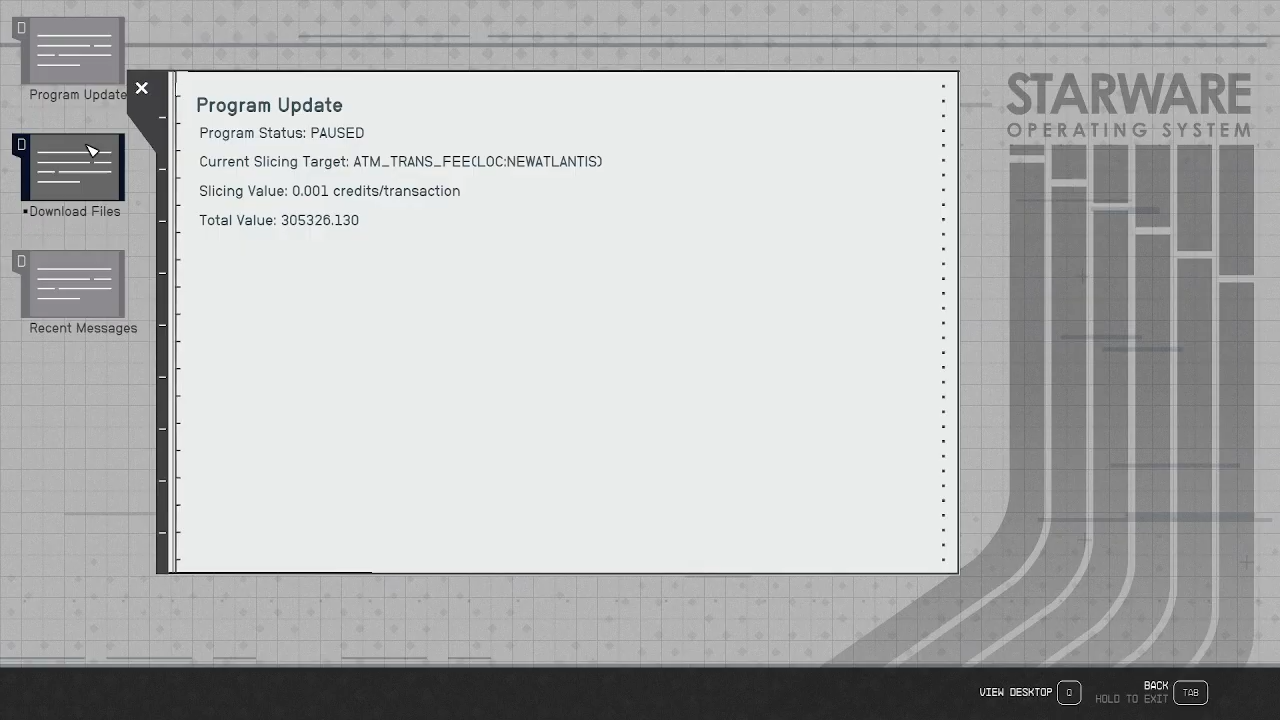 Program Update
Download Files
Recent Messages
Program Update
Program Status: PAUSED
Current Slicing Target: ATM_TRANS_FEE(LOC:NEWATLANTIS)
Slicing Value: 0.001 credits/transaction
Total Value: 305326.130
STARWARE
OPERATING SYSTEM
VIEW DESKTOP Q
BACK
HOLD TO EXIT TAB